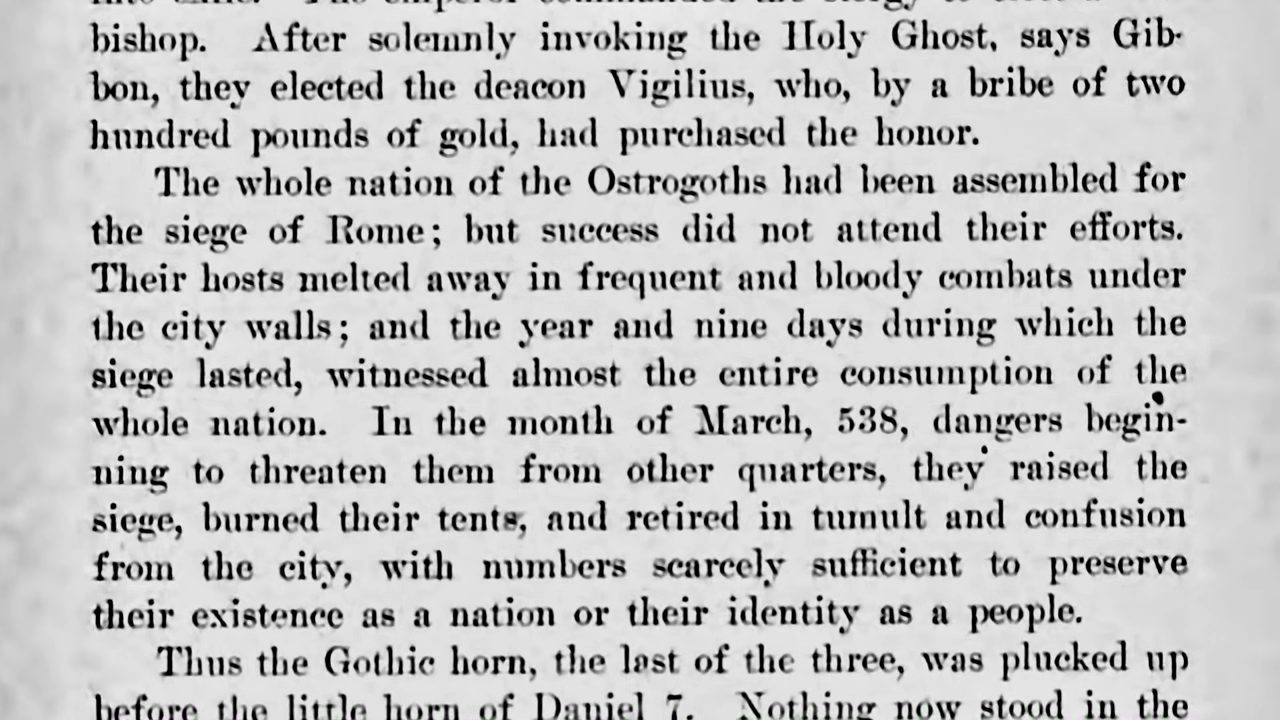 The emperor commanded the clergy to elect a
bishop. After solemnly invoking the Holy Ghost, says Gib-
bon, they elected the deacon Vigilius, who, by a bribe of two
hundred pounds of gold, had purchased the honor.
The whole nation of the Ostrogoths had been assembled for
the siege of Rome; but success did not attend their efforts.
Their hosts melted away in frequent and bloody combats under
the city walls; and the year and nine days during which the
siege lasted, witnessed almost the entire consumption of the
whole nation. In the month of March, 538, dangers begin-
ning to threaten them from other quarters, they raised the
siege, burned their tents, and retired in tumult and confusion
from the city, with numbers scarcely sufficient to preserve
their existence as a nation or their identity as a people.
Thus the Gothic horn, the last of the three, was plucked up
before the little horn of Daniel 7. Nothing now stood in the